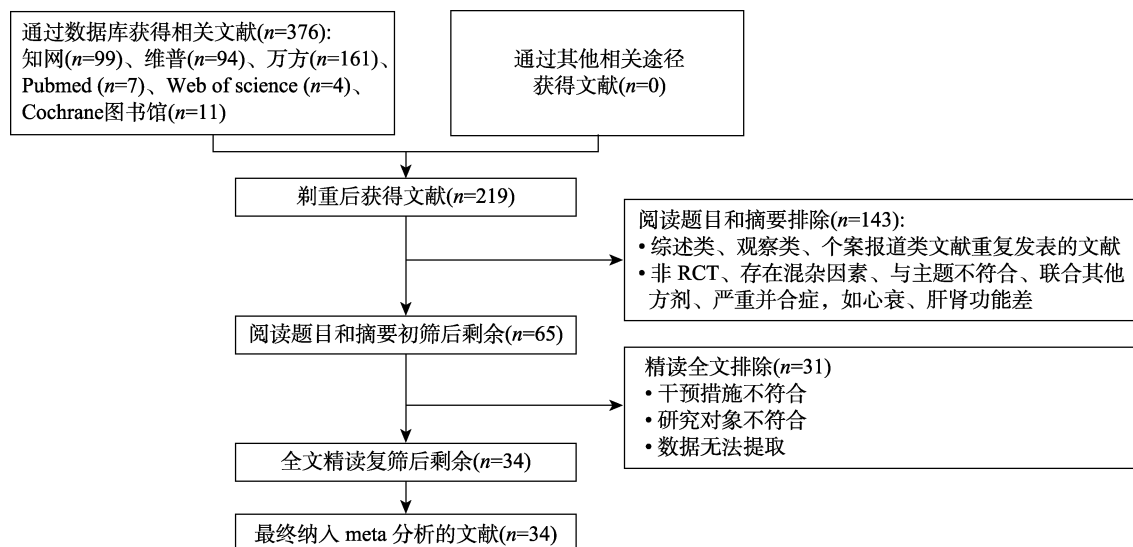 通过数据库获得相关文献(n=376):
知网(n=99)、维普(n=94)、万方(n=161)、
Pubmed (n=7)、Web of science (n=4)、
Cochrane图书馆(n=11)
通过其他相关途径
获得文献(n=0)
剃重后获得文献(n=219)
阅读题目和摘要排除(n=143):
• 综述类、观察类、个案报道类文献重复发表的文献
• 非 RCT、存在混杂因素、与主题不符合、联合其他
方剂、严重并合症，如心衰、肝肾功能差
阅读题目和摘要初筛后剩余(n=65)
精读全文排除(n=31)
• 干预措施不符合
• 研究对象不符合
• 数据无法提取
全文精读复筛后剩余(n=34)
最终纳入 meta 分析的文献(n=34)